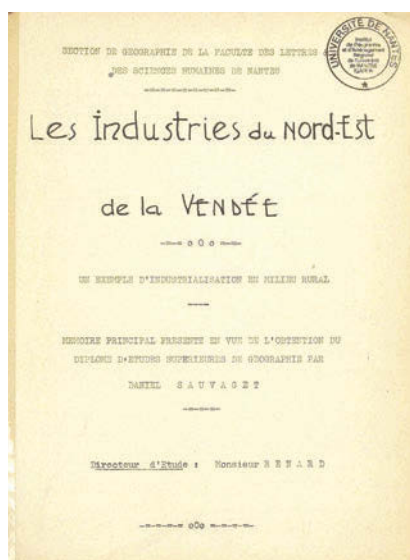 SECTION DE GEOGRAPHIE DE LA FACULTE DES LETTRES
DES SCIENCES HUMAINES DE NANTES
UNIVERSITÉ DE NANTES
Les Industries du Nord-Est
de la VENDÉE
-=-=- o0o -=-=-
UN EXEMPLE D'INDUSTRIALISATION EN MILIEU RURAL
MEMOIRE PRINCIPAL PRESENTE EN VUE DE L'OBTENTION DU
DIPLOME D'ETUDES SUPERIEURES DE GEOGRAPHIE PAR
DANIEL S A U V A G E T
Directeur d'Etude : Monsieur R E N A R D
-=-=-=-= o0o =-=-=-=-